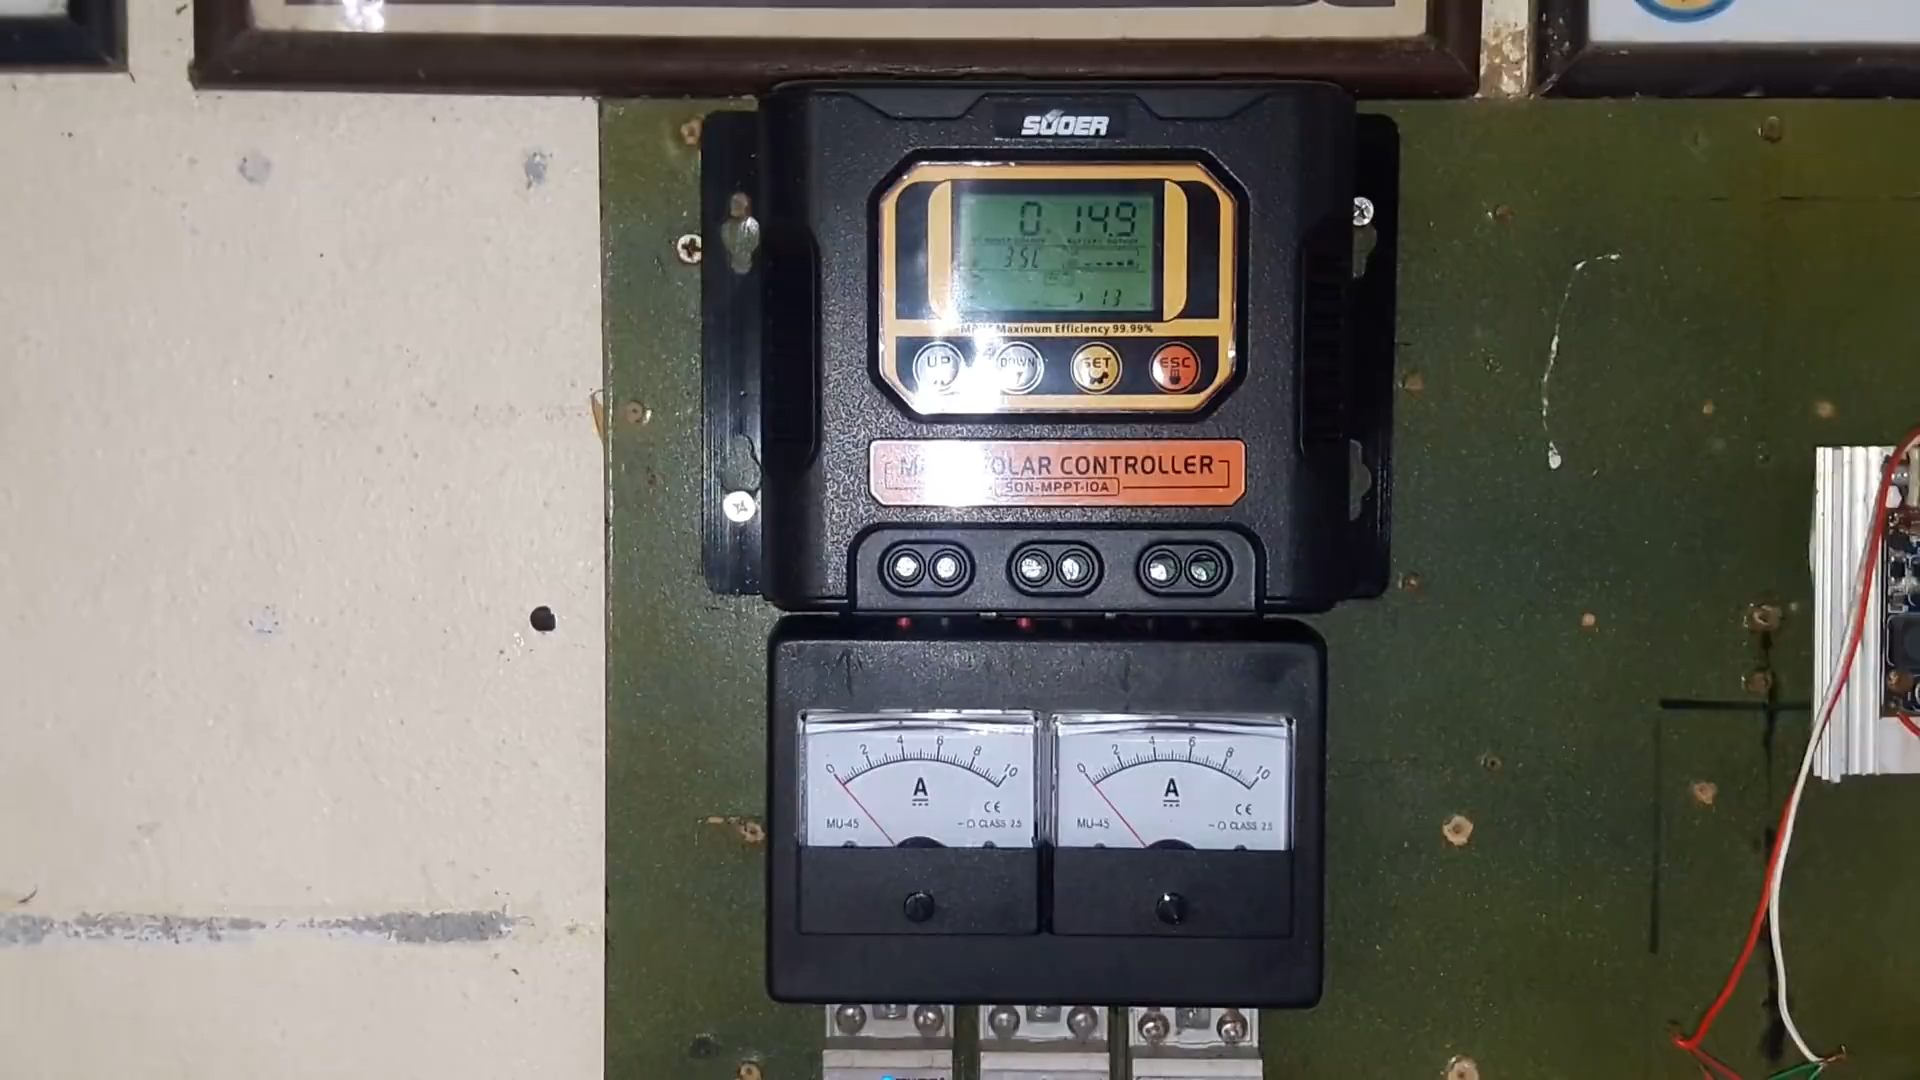 SUOER
0. 14.9
35C
13
Maximum Efficiency 99.99%
UP DOWN SET ESC
SOLAR CONTROLLER
SON-MPPT-10A
0 2 4 6 8 10
A
CE
MU-45
CLASS 2.5
0 2 4 6 8 10
A
CE
MU-45
CLASS 2.5